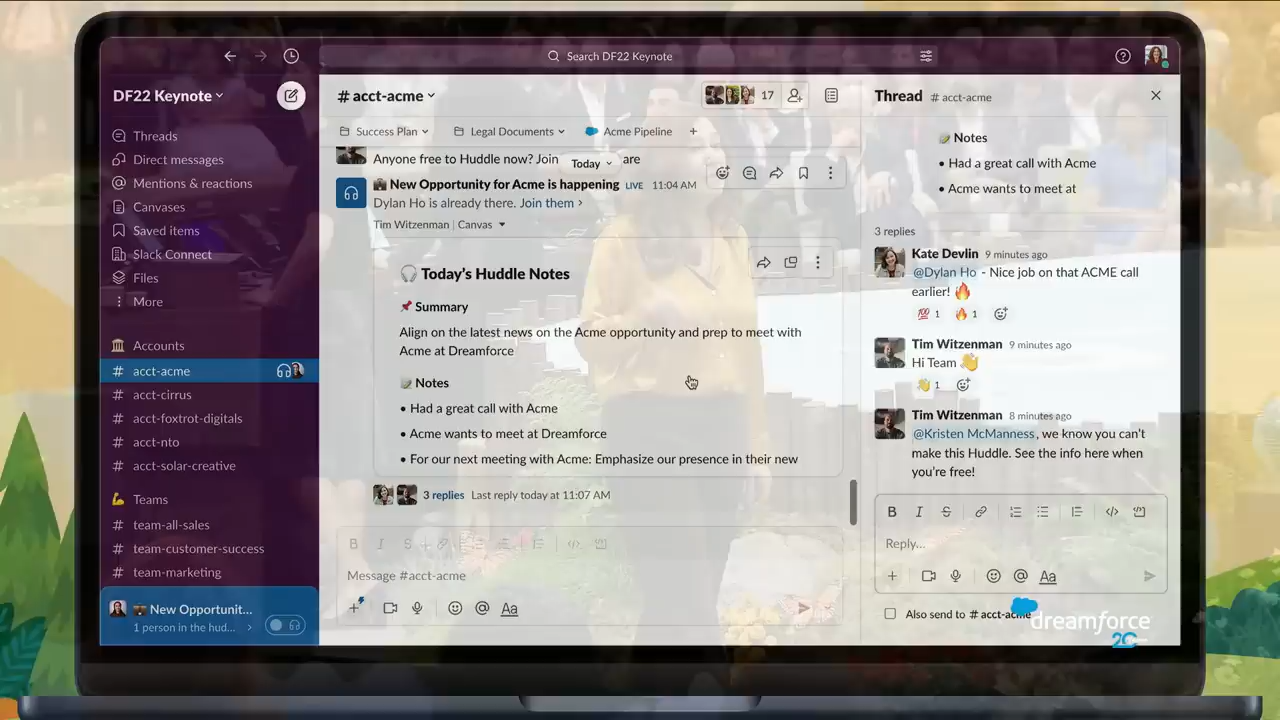 Search DF22 Keynote
DF22 Keynote
Threads
Direct messages
Mentions & reactions
Canvases
Saved items
Slack Connect
Files
More
Accounts
# acct-acme
# acct-cirrus
# acct-foxtrot-digitals
# acct-nto
# acct-solar-creative
Teams
# team-all-sales
# team-customer-success
# team-marketing
New Opportunit...
1 person in the hud...
# acct-acme
17
Success Plan
Legal Documents
Acme Pipeline
+
Anyone free to Huddle now? Join
Today
are
New Opportunity for Acme is happening LIVE 11:04 AM
Dylan Ho is already there. Join them >
Tim Witzenman | Canvas
Today's Huddle Notes
Summary
Align on the latest news on the Acme opportunity and prep to meet with
Acme at Dreamforce
Notes
• Had a great call with Acme
• Acme wants to meet at Dreamforce
• For our next meeting with Acme: Emphasize our presence in their new
3 replies Last reply today at 11:07 AM
B I S
Message #acct-acme
+ @ Aa
Thread # acct-acme
Notes
• Had a great call with Acme
• Acme wants to meet at
3 replies
Kate Devlin 9 minutes ago
@Dylan Ho - Nice job on that ACME call
earlier!
💯 1 🔥 1
Tim Witzenman 9 minutes ago
Hi Team
👋 1
Tim Witzenman 8 minutes ago
@Kristen McManness, we know you can't
make this Huddle. See the info here when
you're free!
B I S
Reply...
+ @ Aa
Also send to # acct-acme
dreamforce
20